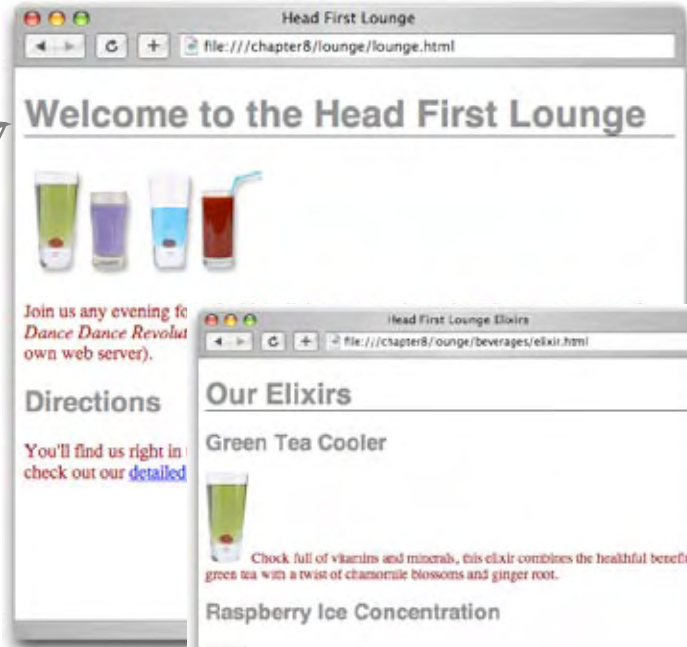 Head First Lounge
file:///chapter8/lounge/lounge.html
Welcome to the Head First Lounge
Join us any evening fo
Dance Dance Revolut
own web server).
Directions
You'll find us right in
check out our detailed
Head First Lounge Elixirs
file:///chapter8/lounge/beverages/elixir.html
Our Elixirs
Green Tea Cooler
Chock full of vitamins and minerals, this elixir combines the healthful benefi
green tea with a twist of chamomile blossoms and ginger root.
Raspberry Ice Concentration